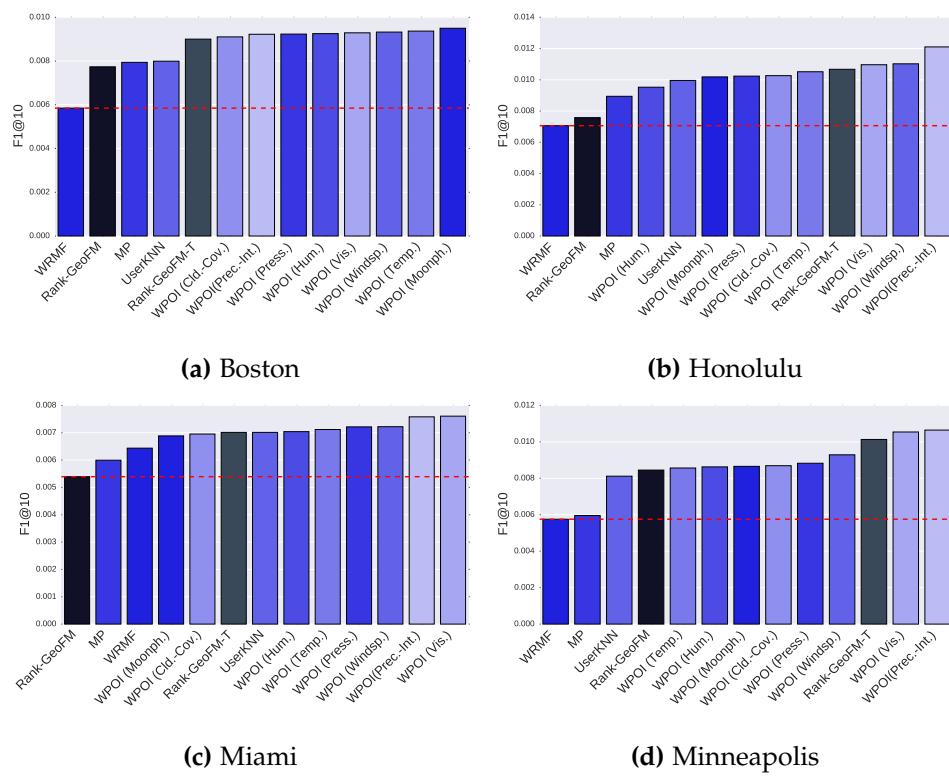 0.010
0.008
0.006
0.004
0.002
0.000
F1@10
WRMF
Rank-GeoFM
MP
UserKNN
Rank-GeoFM-T
WPOI (Cld.-Cov.)
WPOI(Prec.-Int.)
WPOI (Press.)
WPOI (Hum.)
WPOI (Vis.)
WPOI (Windsp.)
WPOI (Temp.)
WPOI (Moonph.)
(a) Boston
0.014
0.012
0.010
0.008
0.006
0.004
0.002
0.000
F1@10
WRMF
Rank-GeoFM
MP
WPOI (Hum.)
UserKNN
WPOI (Moonph.)
WPOI (Press.)
WPOI (Cld.-Cov.)
WPOI (Temp.)
Rank-GeoFM-T
WPOI (Vis.)
WPOI (Windsp.)
WPOI(Prec.-Int.)
(b) Honolulu
0.008
0.007
0.006
0.005
0.004
0.003
0.002
0.001
0.000
F1@10
Rank-GeoFM
MP
WRMF
WPOI (Moonph.)
WPOI (Cld.-Cov.)
Rank-GeoFM-T
UserKNN
WPOI (Hum.)
WPOI (Temp.)
WPOI (Press.)
WPOI (Windsp.)
WPOI(Prec.-Int.)
WPOI (Vis.)
(c) Miami
0.012
0.010
0.008
0.006
0.004
0.002
0.000
F1@10
WRMF
MP
UserKNN
Rank-GeoFM
WPOI (Temp.)
WPOI (Hum.)
WPOI (Moonph.)
WPOI (Cld.-Cov.)
WPOI (Press.)
WPOI (Windsp.)
Rank-GeoFM-T
WPOI (Vis.)
WPOI(Prec.-Int.)
(d) Minneapolis